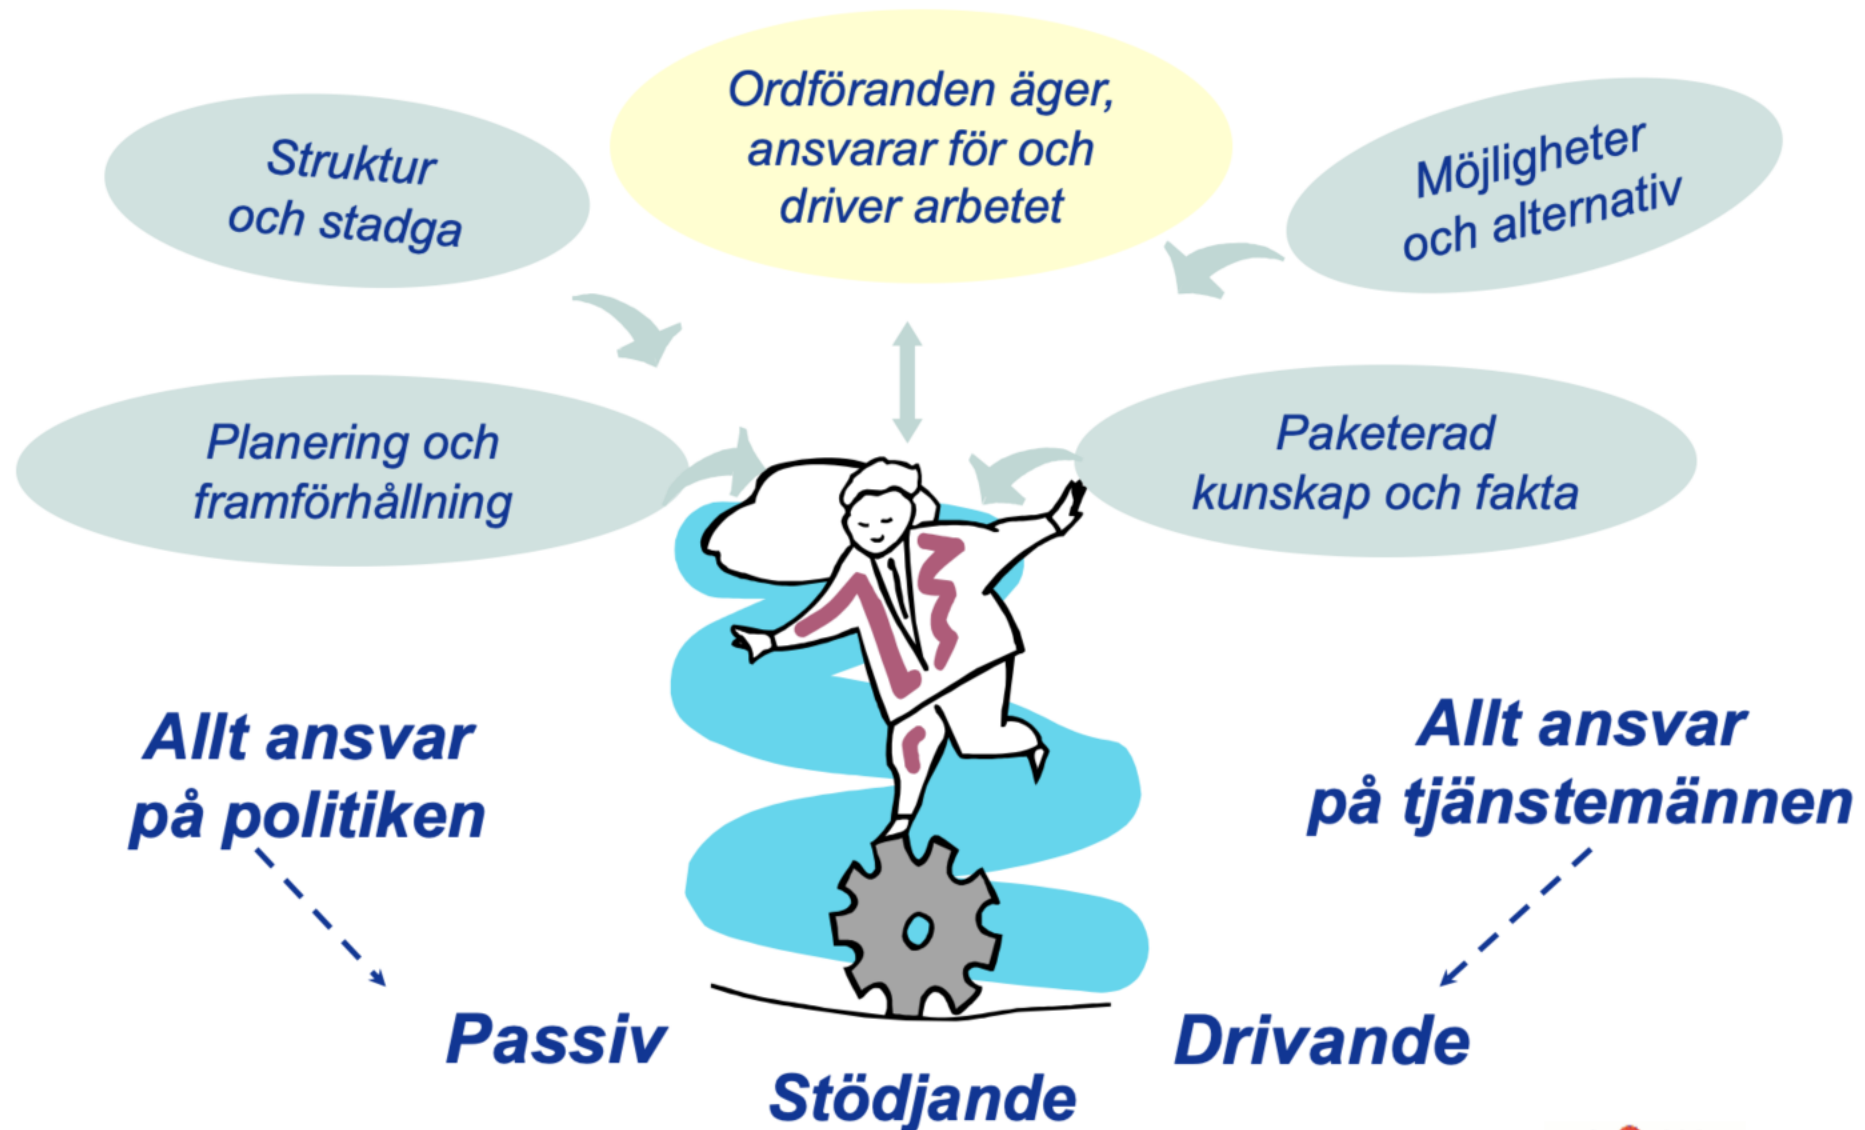 Ordföranden äger,
ansvarar för och
driver arbetet
Struktur
och stadga
Möjligheter
och alternativ
Planering och
framförhållning
Paketerad
kunskap och fakta
Allt ansvar
på politiken
Allt ansvar
på tjänstemännen
Passiv
Stödjande
Drivande